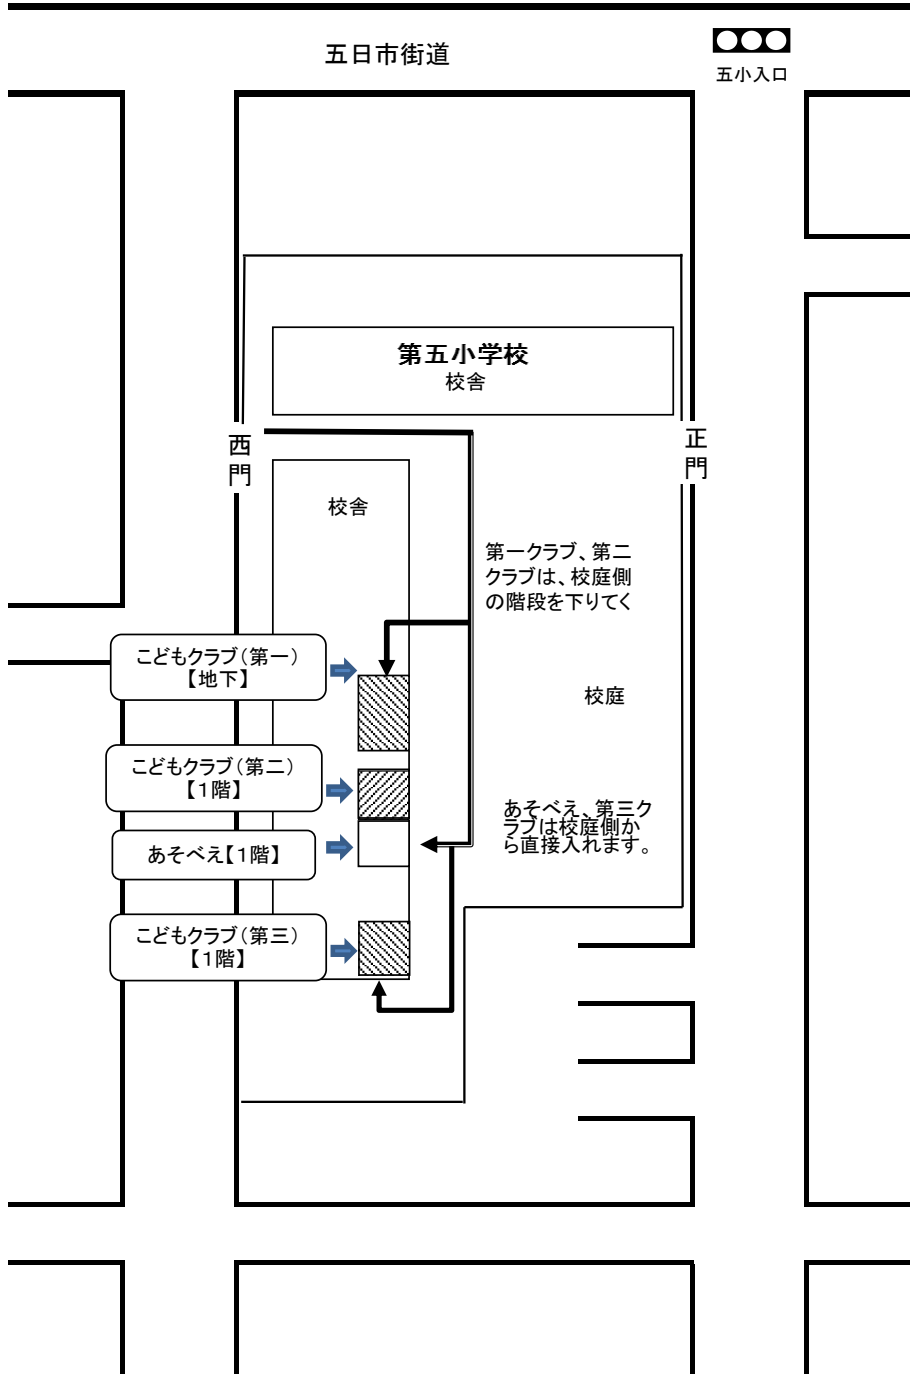 五日市街道
五小入口
第五小学校
校舎
西
門
正
門
校舎
第一クラブ、第二
クラブは、校庭側
の階段を下りてく
こどもクラブ(第一)
【地下】
校庭
こどもクラブ(第二)
【1階】
あそべえ、第三ク
ラブは校庭側か
ら直接入れます。
あそべえ【1階】
こどもクラブ(第三)
【1階】